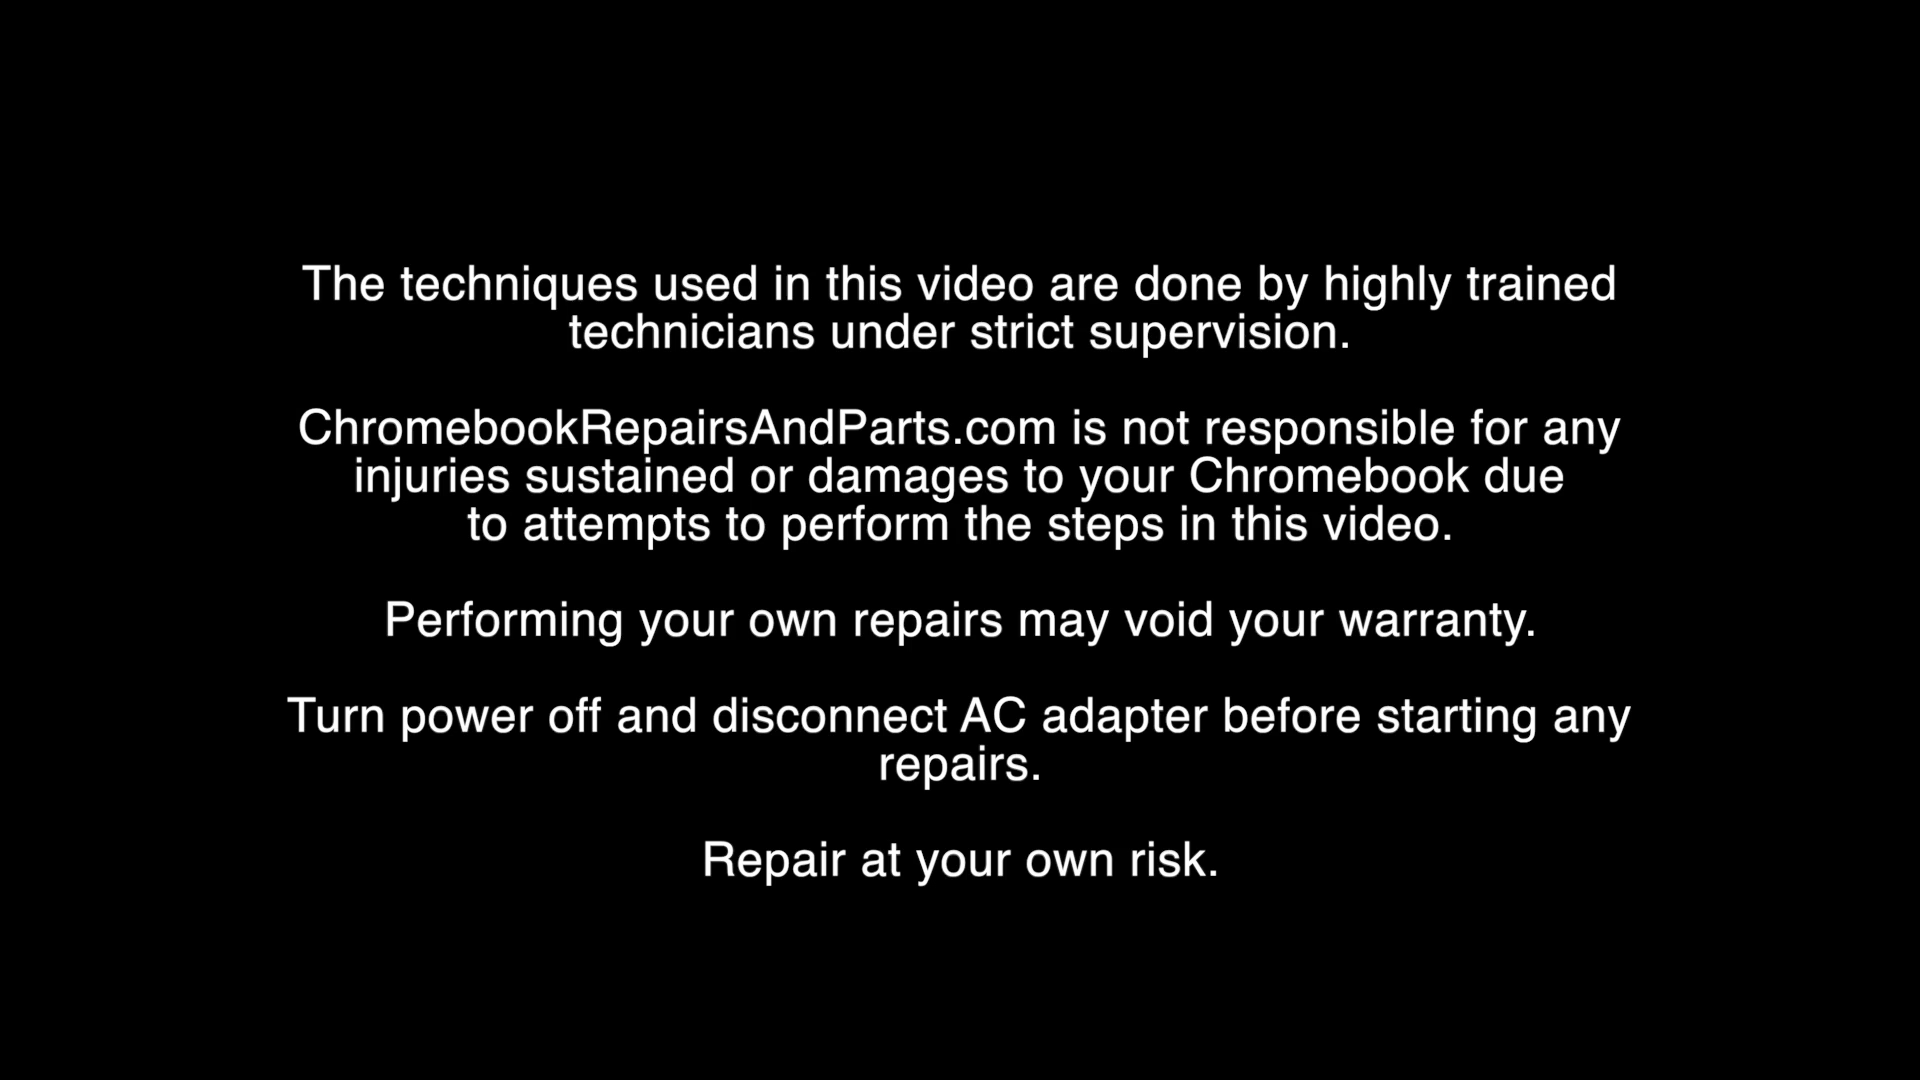 The techniques used in this video are done by highly trained
technicians under strict supervision.
ChromebookRepairsAndParts.com is not responsible for any
injuries sustained or damages to your Chromebook due
to attempts to perform the steps in this video.
Performing your own repairs may void your warranty.
Turn power off and disconnect AC adapter before starting any
repairs.
Repair at your own risk.